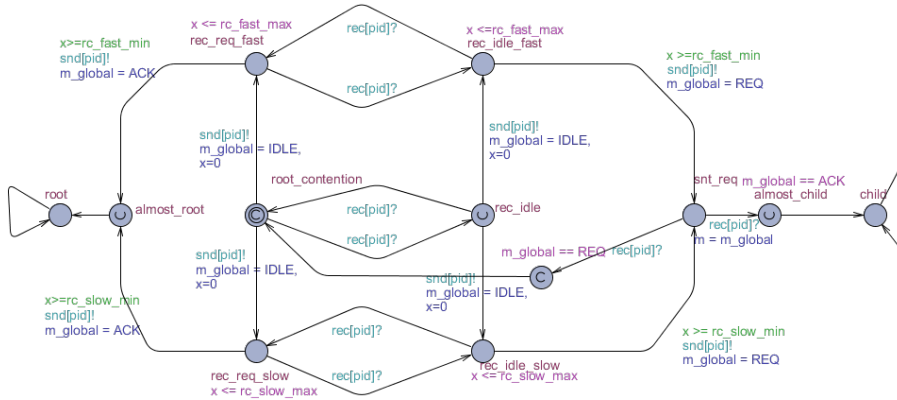 x <= rc_fast_max
rec_req_fast
x <= rc_fast_max
rec_idle_fast
rec[pid]?
rec[pid]?
x>=rc_fast_min
snd[pid]!
m_global = ACK
x >=rc_fast_min
snd[pid]!
m_global = REQ
snd[pid]!
m_global = IDLE,
x=0
snd[pid]!
m_global = IDLE,
x=0
root
almost_root
root_contention
rec[pid]?
rec[pid]?
rec_idle
snt_req
m_global == ACK
almost_child
child
rec[pid]?
m = m_global
m_global == REQ
rec[pid]?
snd[pid]!
m_global = IDLE,
x=0
snd[pid]!
m_global = IDLE,
x=0
x>=rc_slow_min
snd[pid]!
m_global = ACK
rec[pid]?
rec[pid]?
x >= rc_slow_min
snd[pid]!
m_global = REQ
rec_req_slow
x <= rc_slow_max
rec_idle_slow
x <= rc_slow_max